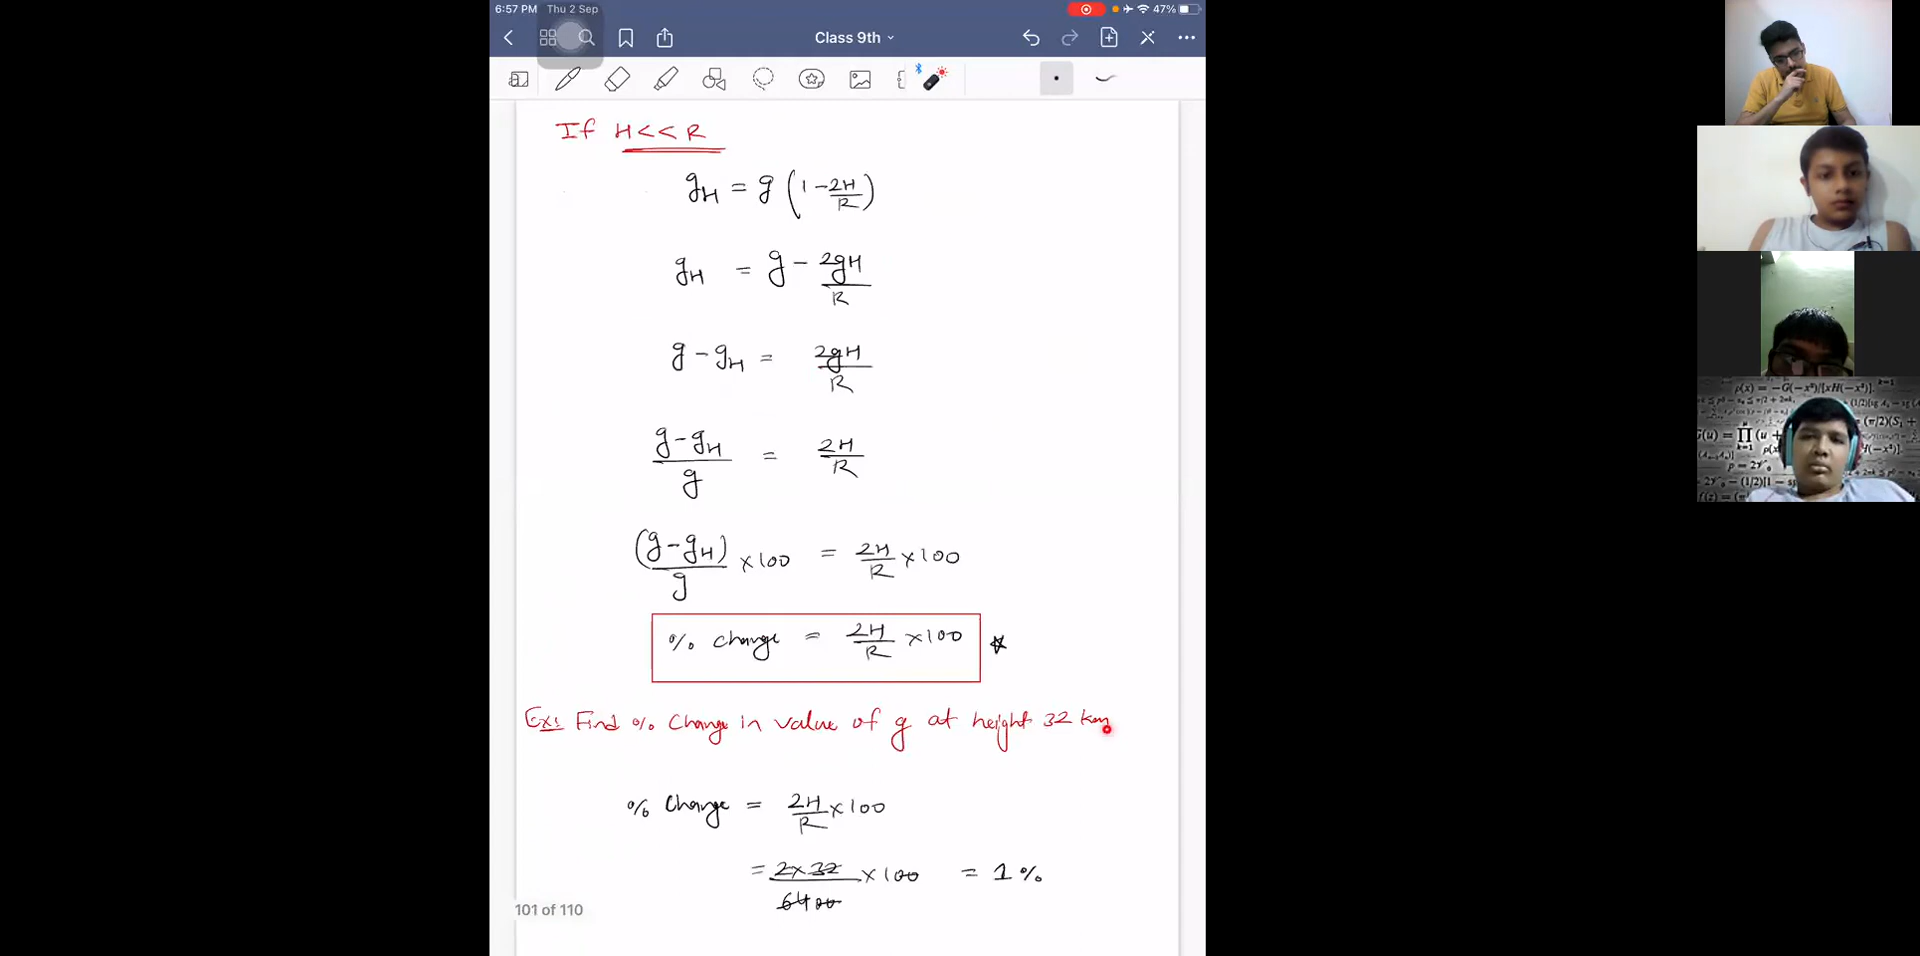 6:57 PM Thu 2 Sep 47%
Class 9th
If H<<R
gH = g (1 - 2H/R)
gH = g - 2gH/R
g - gH = 2gH/R
g - gH/g = 2H/R
(g - gH)/g × 100 = 2H/R × 100
% change = 2H/R × 100
Ex: Find % Change in value of g at height 32 km
% Change = 2H/R × 100
= 2×32/6400 × 100 = 1 %
101 of 110